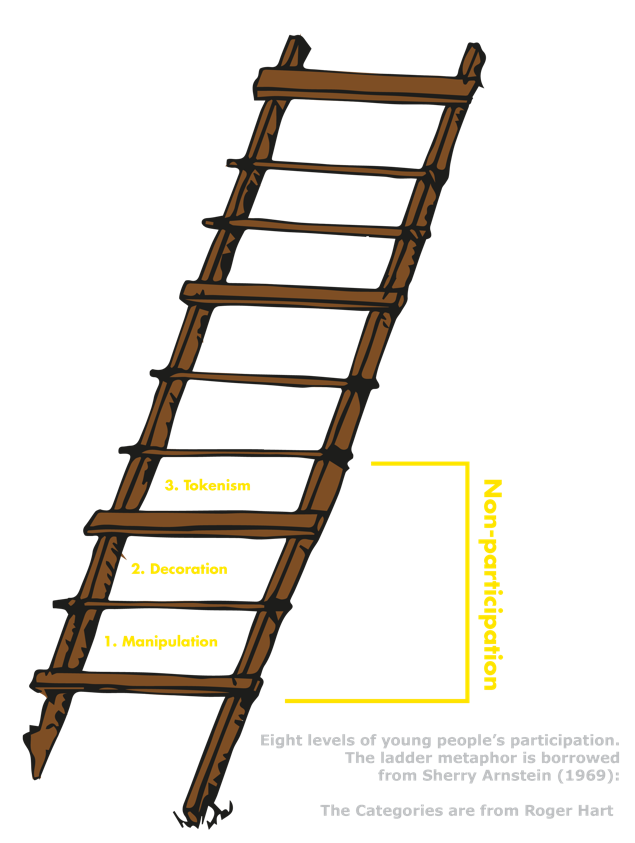 3. Tokenism
2. Decoration
1. Manipulation
Non-participation
Eight levels of young people’s participation.
The ladder metaphor is borrowed
from Sherry Arnstein (1969):
The Categories are from Roger Hart